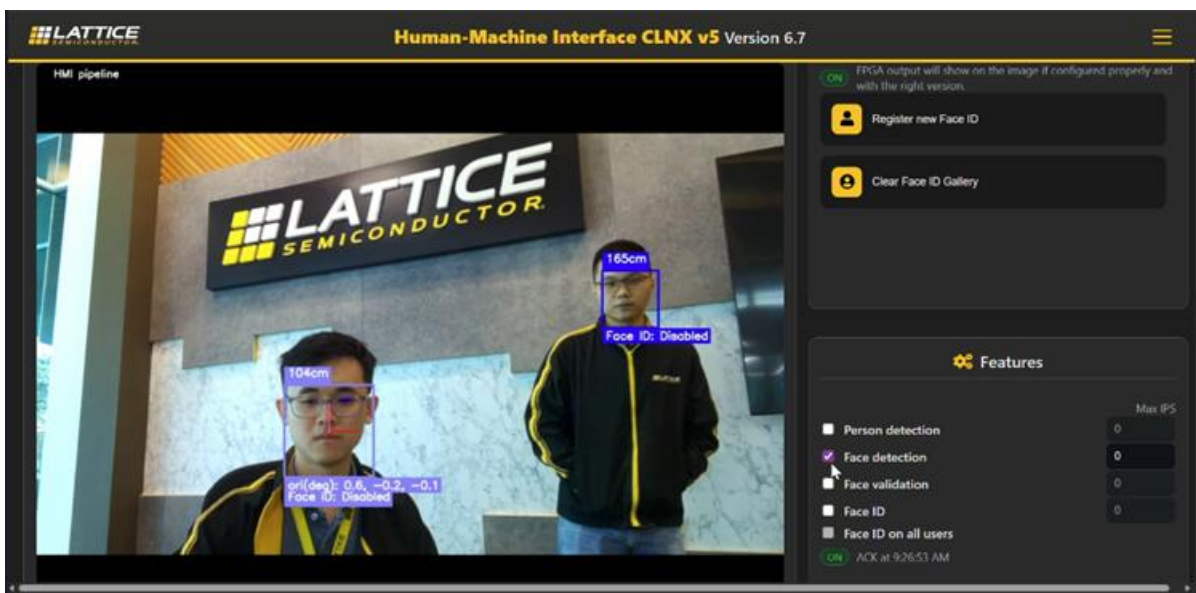 LATTICE
SEMICONDUCTOR
Human-Machine Interface CLNX v5 Version 6.7
HMI pipeline
LATTICE
SEMICONDUCTOR
165cm
Face ID: Disabled
104cm
ori(deg): 0.6, -0.2, -0.1
Face ID: Disabled
ON FPGA output will show on the image if configured properly and
with the right version.
Register new Face ID
Clear Face ID Gallery
Features
Max IPS
Person detection 0
Face detection 0
Face validation 0
Face ID 0
Face ID on all users
ON ACK at 9:26:53 AM